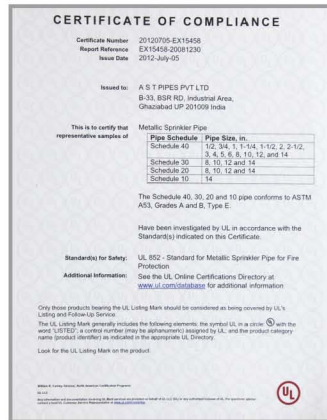 CERTIFICATE OF COMPLIANCE
Certificate Number 20120705-EX15458
Report Reference EX15458-20081230
Issue Date 2012-July-05
Issued to: A S T PIPES PVT LTD
B-33, BSR RD, Industrial Area,
Ghaziabad UP 201009 India
This is to certify that Metallic Sprinkler Pipe
representative samples of
Pipe Schedule Pipe Size, in.
Schedule 40 1/2, 3/4, 1, 1-1/4, 1-1/2, 2, 2-1/2,
3, 4, 5, 6, 8, 10, 12, and 14
Schedule 30 8, 10, 12 and 14
Schedule 20 8, 10, 12 and 14
Schedule 10 14
The Schedule 40, 30, 20 and 10 pipe conforms to ASTM
A53, Grades A and B, Type E.
Have been investigated by UL in accordance with the
Standard(s) indicated on this Certificate.
Standard(s) for Safety: UL 852 - Standard for Metallic Sprinkler Pipe for Fire
Protection
Additional Information: See the UL Online Certifications Directory at
www.ul.com/database for additional information
Only those products bearing the UL Listing Mark should be considered as being covered by UL's
Listing and Follow-Up Service.
The UL Listing Mark generally includes the following elements: the symbol UL in a circle: UL with the
word "LISTED", a control number (may be alphanumeric) assigned by UL, and the product category
name (product identifier) as indicated in the appropriate UL Directory.
Look for the UL Listing Mark on the product.
UL